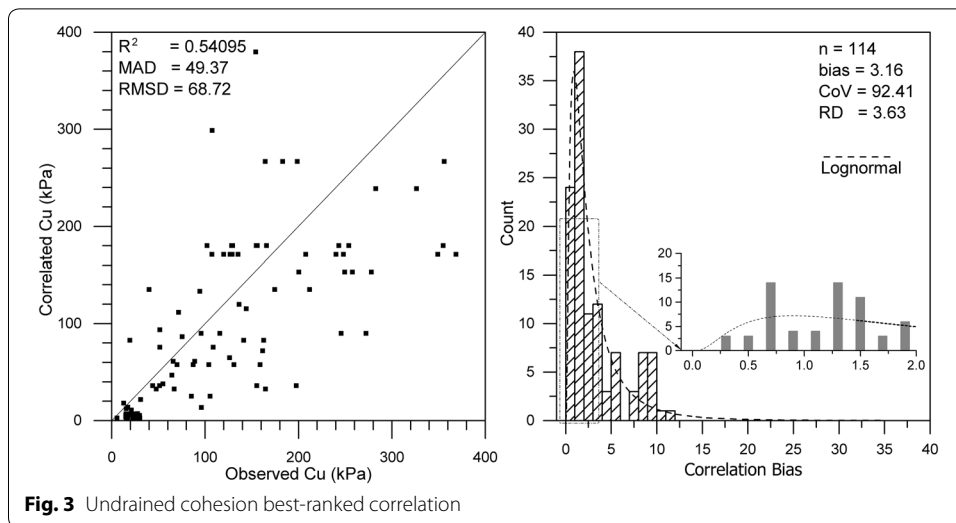 R² = 0.54095
MAD = 49.37
RMSD = 68.72
400
300
200
100
0
Correlated Cu (kPa)
0 100 200 300 400
Observed Cu (kPa)
n = 114
bias = 3.16
CoV = 92.41
RD = 3.63
Lognormal
40
35
30
25
20
15
10
5
0
Count
20
15
10
5
0
0.0 0.5 1.0 1.5 2.0
0 5 10 15 20 25 30 35 40
Correlation Bias
Fig. 3 Undrained cohesion best-ranked correlation